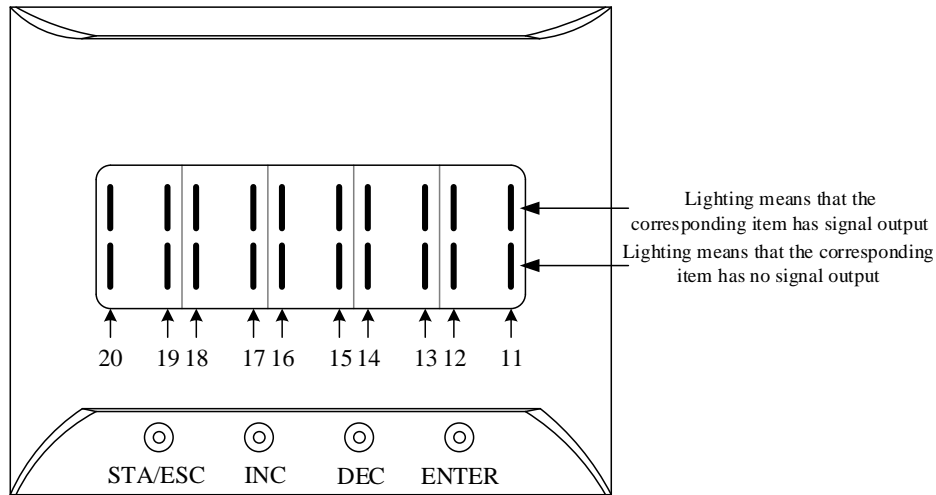 Lighting means that the
corresponding item has signal output
Lighting means that the corresponding
item has no signal output
20 19 18 17 16 15 14 13 12 11
STA/ESC INC DEC ENTER